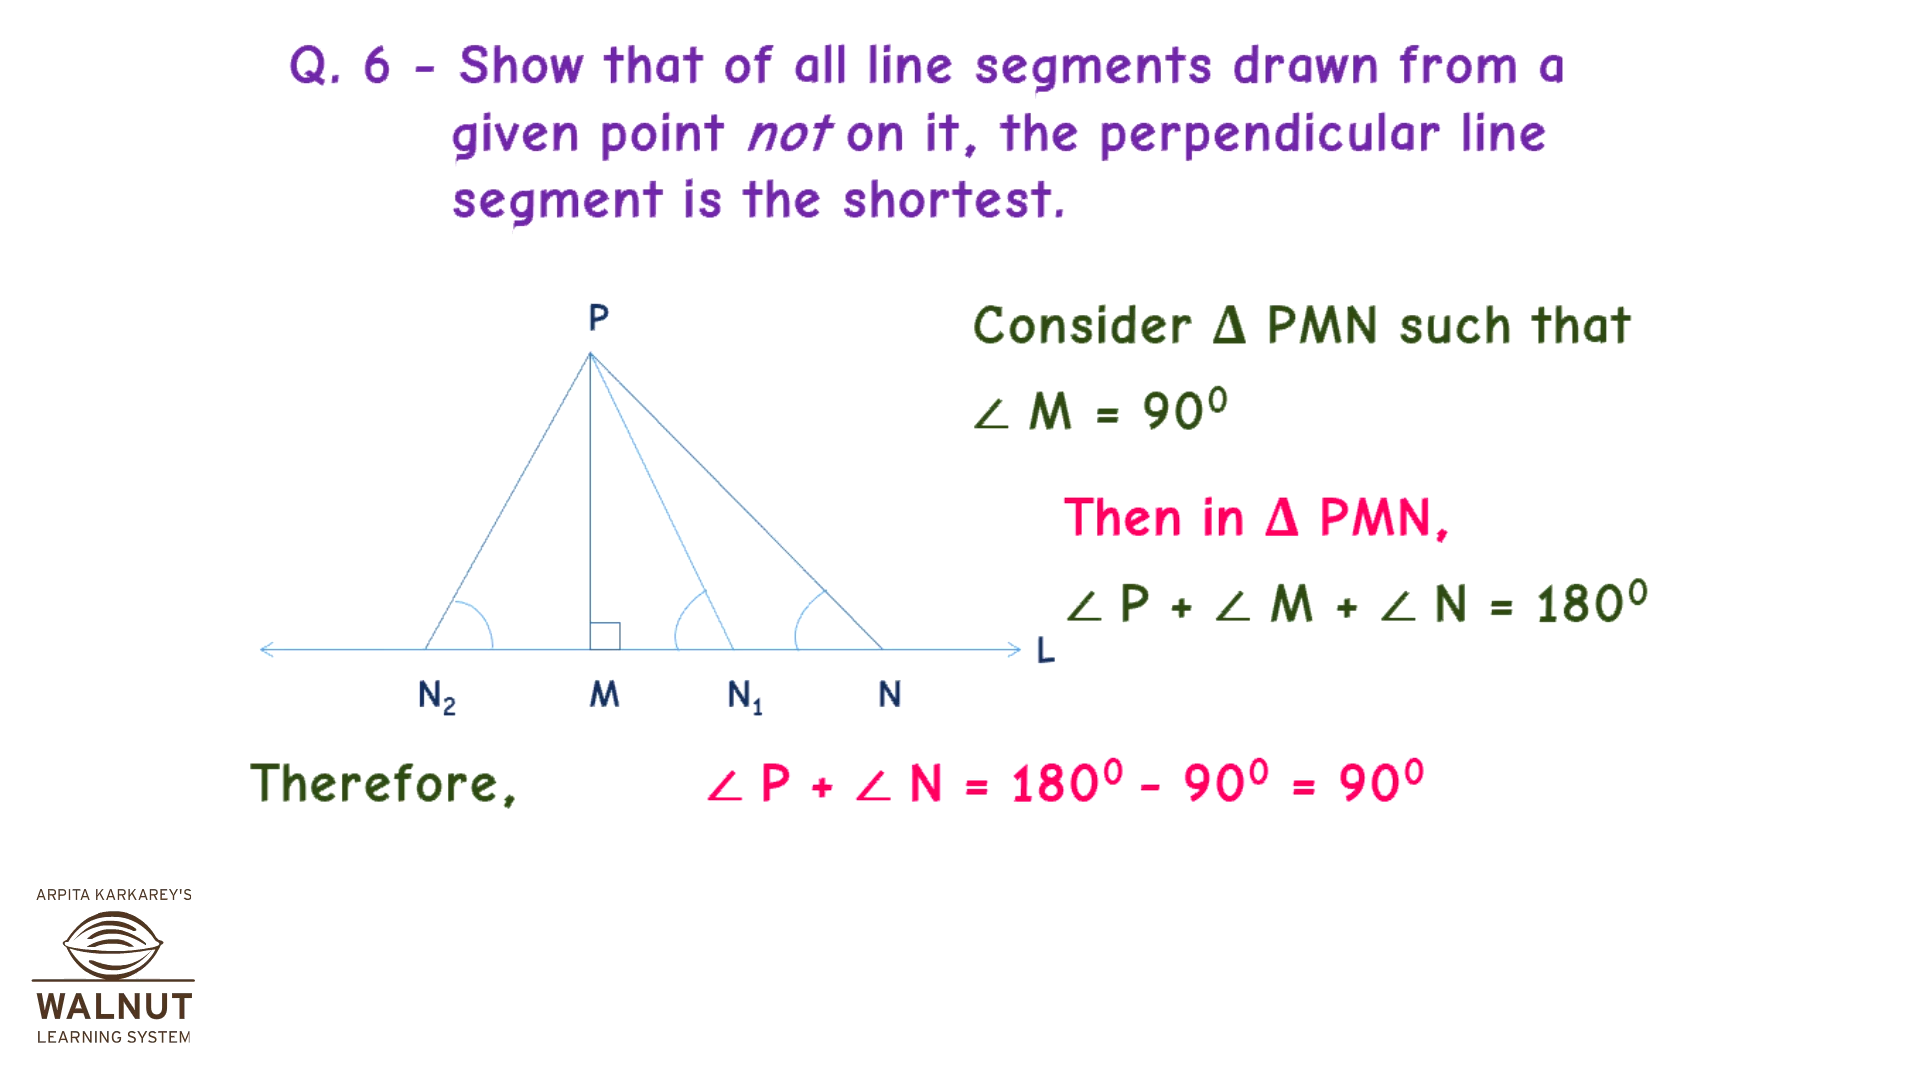 Q. 6 - Show that of all line segments drawn from a
given point not on it, the perpendicular line
segment is the shortest.
P
Consider Δ PMN such that
∠ M = 90⁰
Then in Δ PMN,
∠ P + ∠ M + ∠ N = 180⁰
L
N₂ M N₁ N
Therefore, ∠ P + ∠ N = 180⁰ - 90⁰ = 90⁰
ARPITA KARKAREY'S
WALNUT
LEARNING SYSTEM